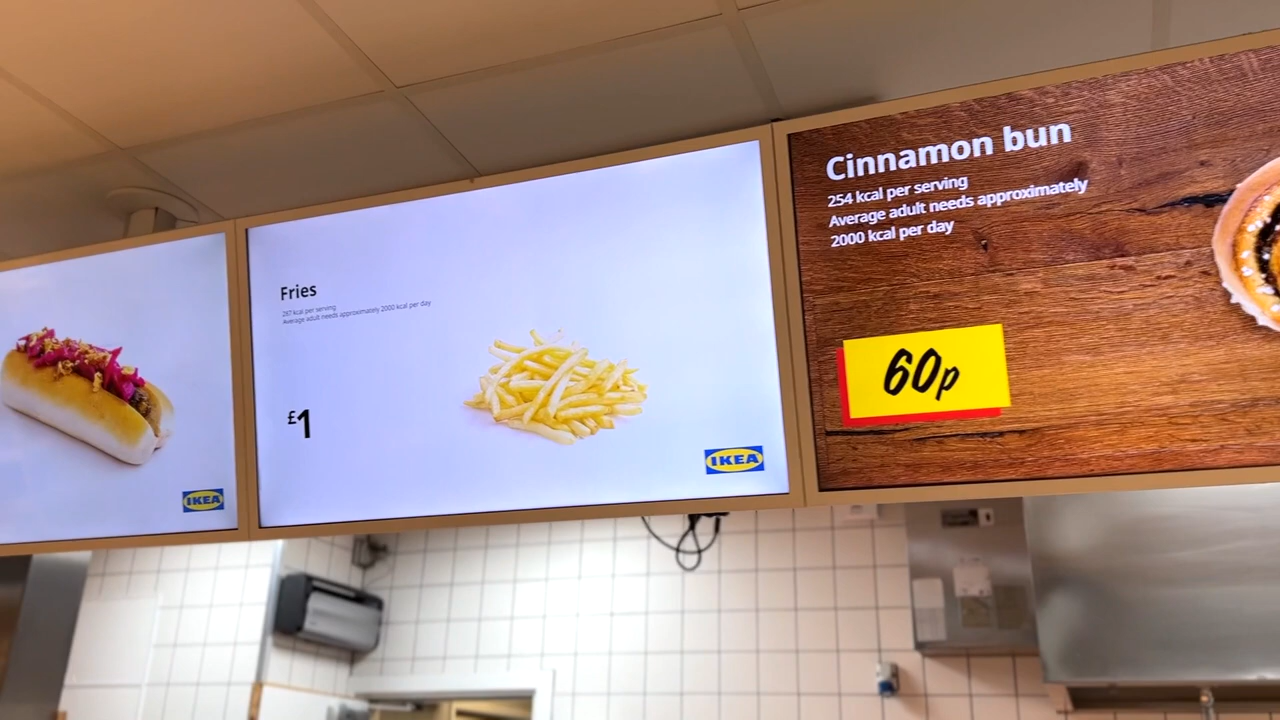 IKEA
Fries
267 kcal per serving
Average adult needs approximately 2000 kcal per day
£1
IKEA
Cinnamon bun
254 kcal per serving
Average adult needs approximately
2000 kcal per day
60p